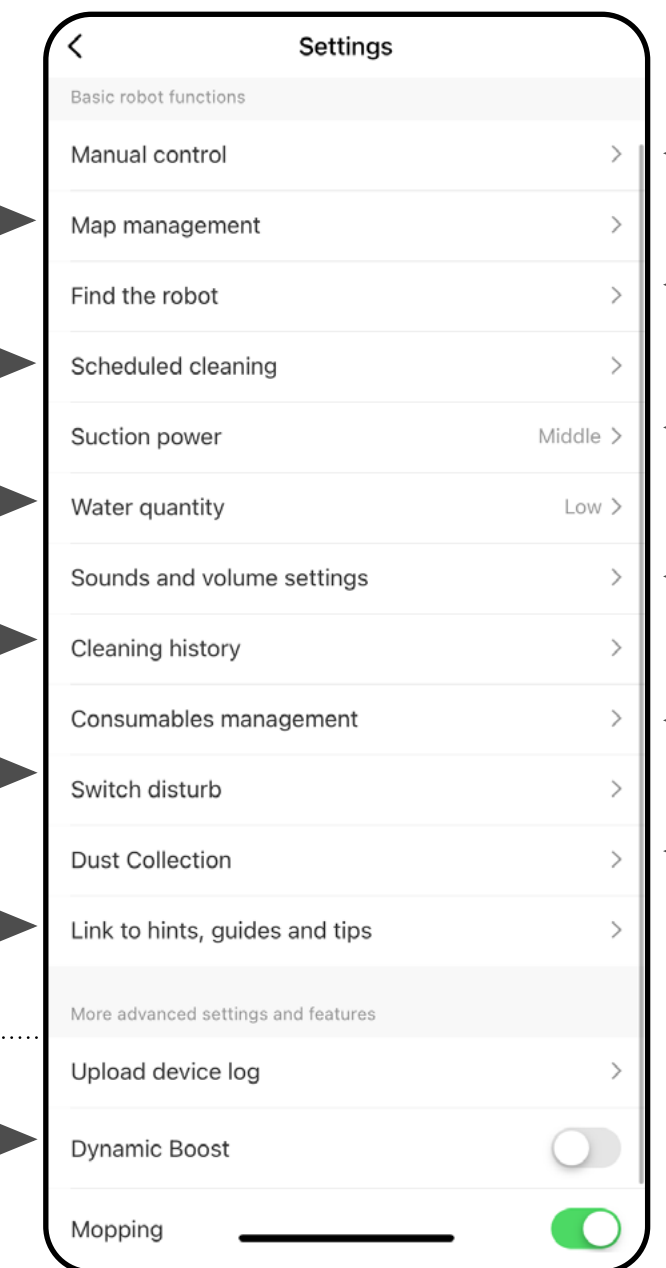 Settings
Basic robot functions
Manual control
Map management
Find the robot
Scheduled cleaning
Suction power Middle
Water quantity Low
Sounds and volume settings
Cleaning history
Consumables management
Switch disturb
Dust Collection
Link to hints, guides and tips
More advanced settings and features
Upload device log
Dynamic Boost
Mopping